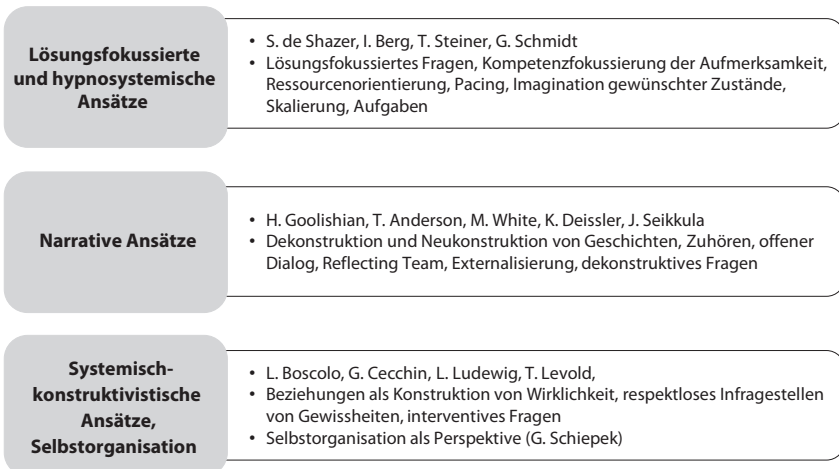 Lösungsfokussierte
und hypnosystemische
Ansätze
• S. de Shazer, I. Berg, T. Steiner, G. Schmidt
• Lösungsfokussiertes Fragen, Kompetenzfokussierung der Aufmerksamkeit,
Ressourcenorientierung, Pacing, Imagination gewünschter Zustände,
Skalierung, Aufgaben
Narrative Ansätze
• H. Goolishian, T. Anderson, M. White, K. Deissler, J. Seikkula
• Dekonstruktion und Neukonstruktion von Geschichten, Zuhören, offener
Dialog, Reflecting Team, Externalisierung, dekonstruktives Fragen
Systemisch-
konstruktivistische
Ansätze,
Selbstorganisation
• L. Boscolo, G. Cecchin, L. Ludewig, T. Levold,
• Beziehungen als Konstruktion von Wirklichkeit, respektloses Infragestellen
von Gewissheiten, interventives Fragen
• Selbstorganisation als Perspektive (G. Schiepek)